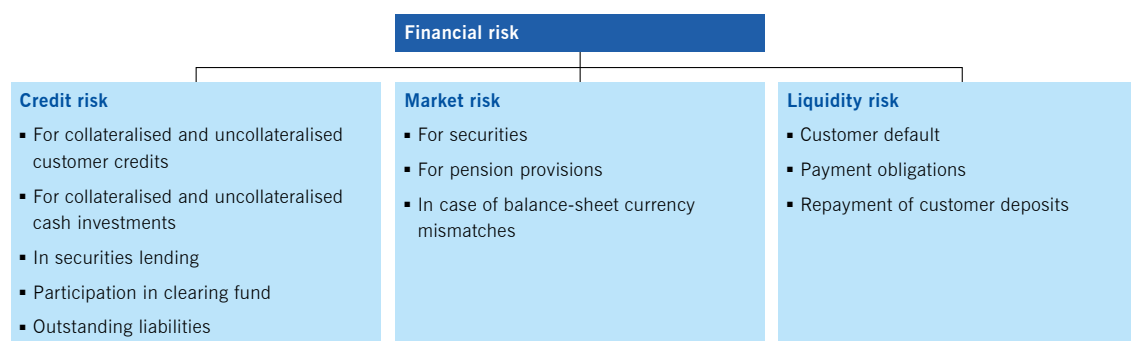 Financial risk
Credit risk
▪ For collateralised and uncollateralised
customer credits
▪ For collateralised and uncollateralised
cash investments
▪ In securities lending
▪ Participation in clearing fund
▪ Outstanding liabilities
Market risk
▪ For securities
▪ For pension provisions
▪ In case of balance-sheet currency
mismatches
Liquidity risk
▪ Customer default
▪ Payment obligations
▪ Repayment of customer deposits